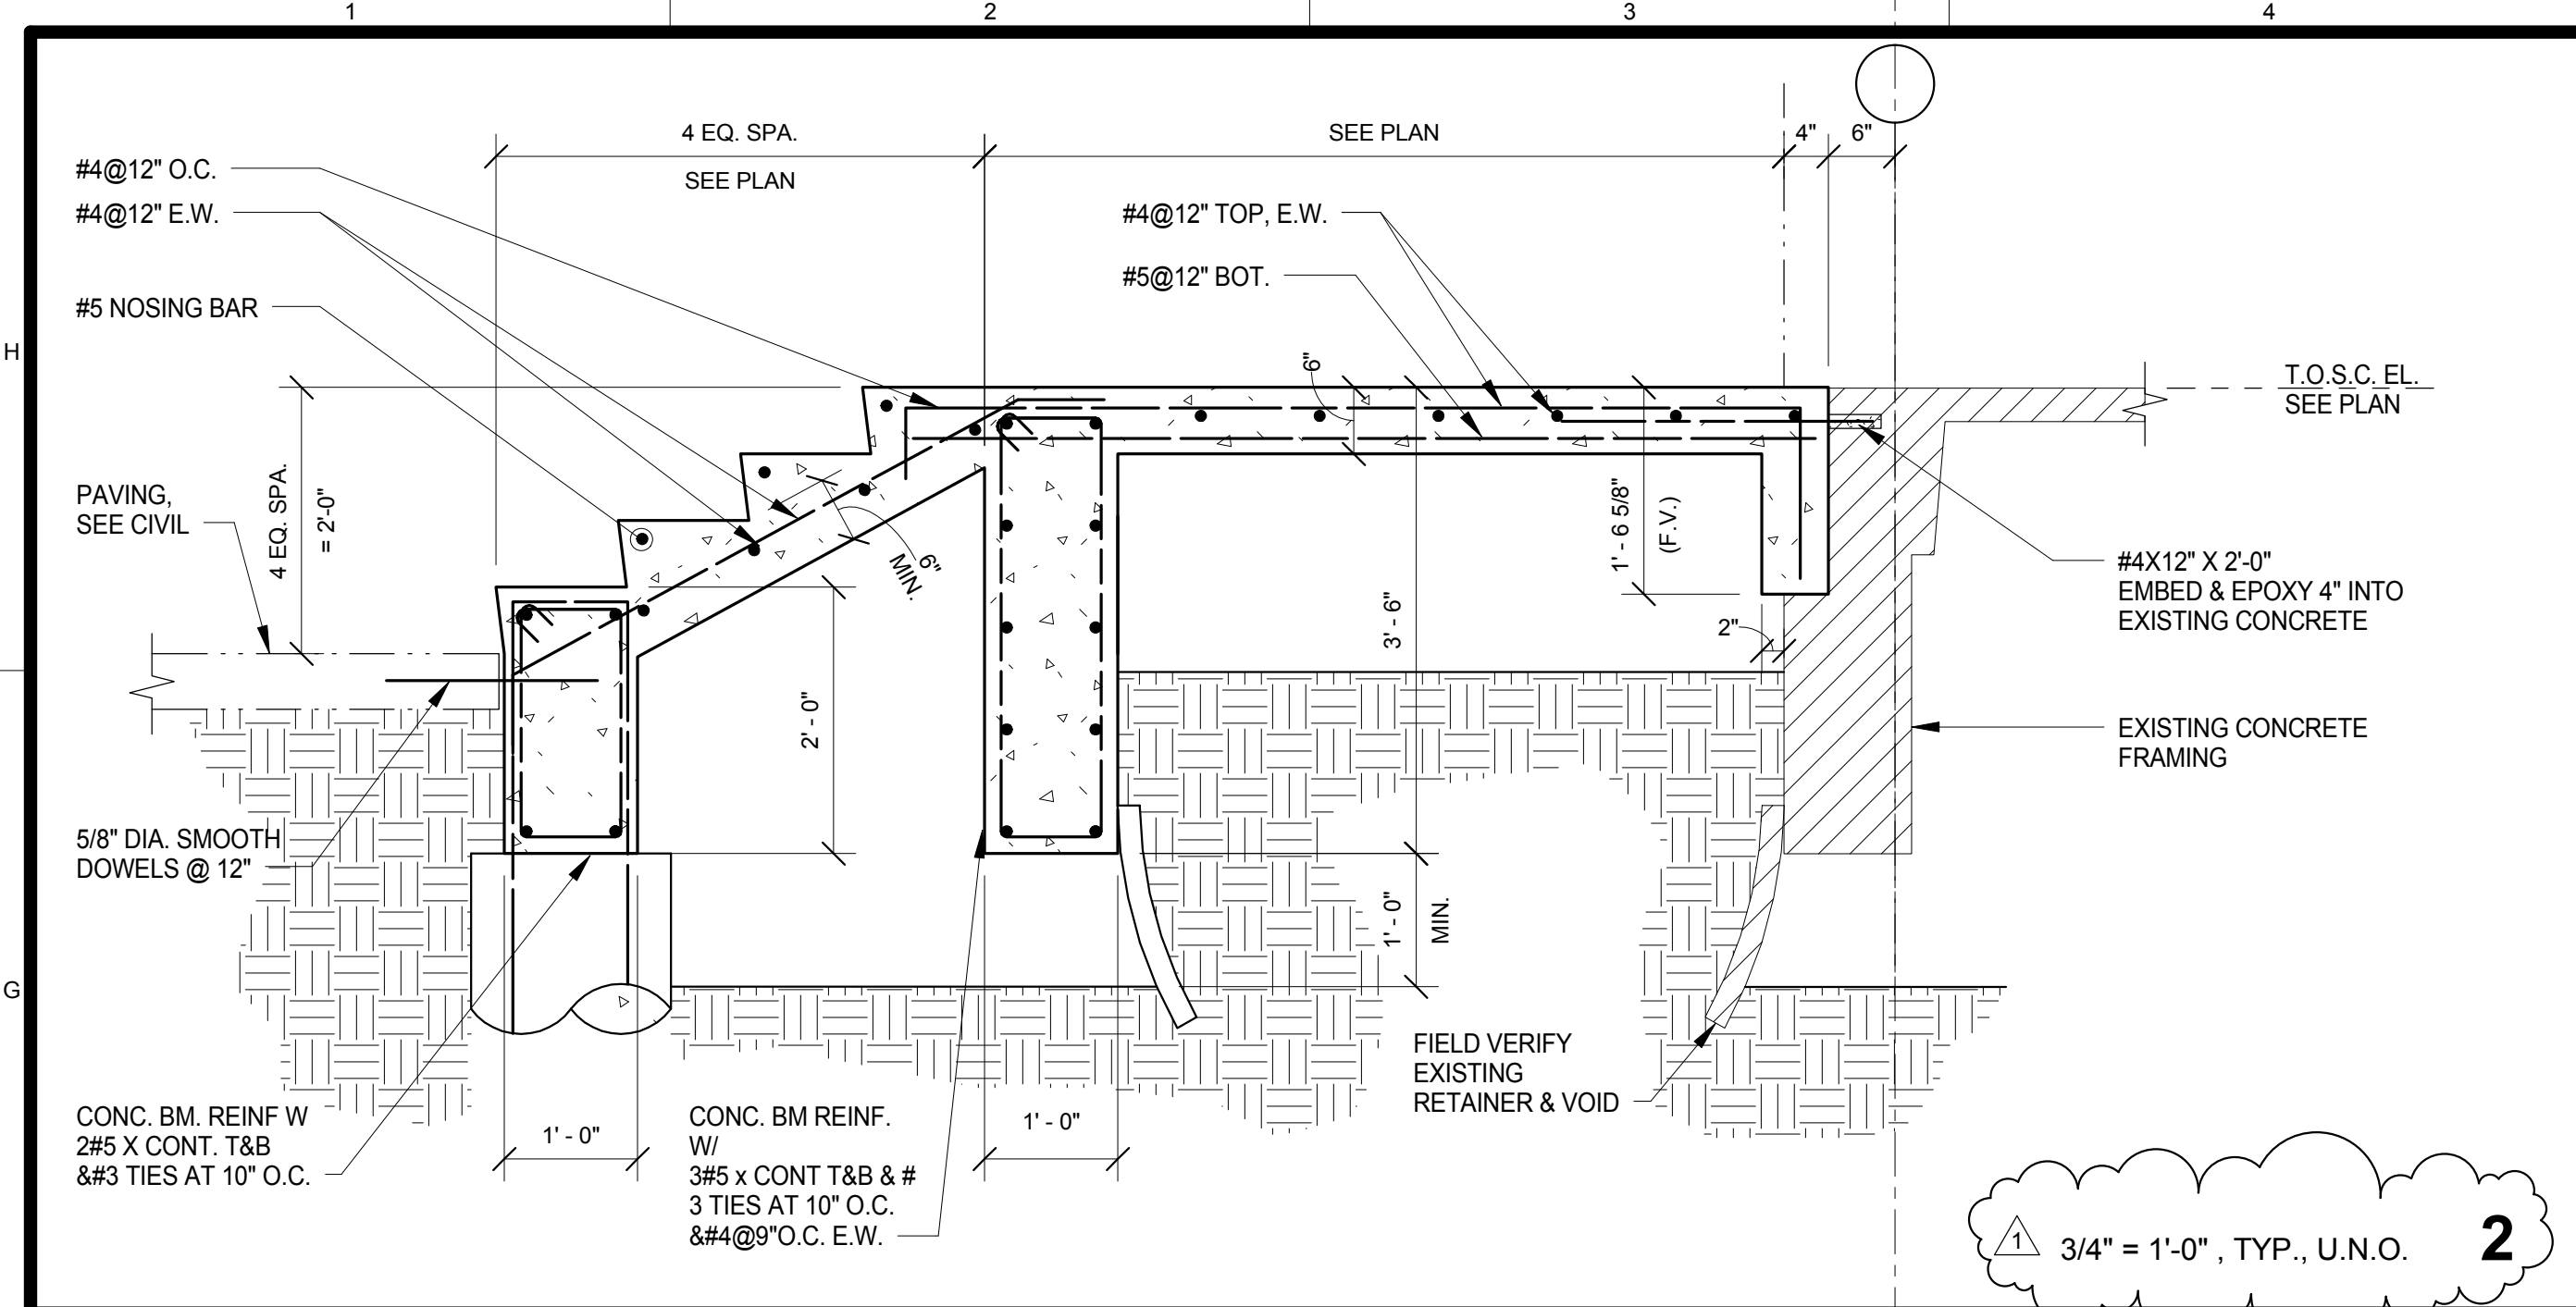 1
2
3
4
H
G
4 EQ. SPA.
SEE PLAN
SEE PLAN
4"
6"
#4@12" O.C.
#4@12" E.W.
#5 NOSING BAR
#4@12" TOP, E.W.
#5@12" BOT.
6"
T.O.S.C. EL.
SEE PLAN
PAVING,
SEE CIVIL
4 EQ. SPA.
= 2'-0"
6"
MIN.
1' - 6 5/8"
(F.V.)
#4X12" X 2'-0"
EMBED & EPOXY 4" INTO
EXISTING CONCRETE
2"
3' - 6"
2' - 0"
EXISTING CONCRETE
FRAMING
5/8" DIA. SMOOTH
DOWELS @ 12"
1' - 0"
MIN.
FIELD VERIFY
EXISTING
RETAINER & VOID
CONC. BM. REINF W
2#5 X CONT. T&B
&#3 TIES AT 10" O.C.
1' - 0"
CONC. BM REINF.
W/
3#5 x CONT T&B & #
3 TIES AT 10" O.C.
&#4@9"O.C. E.W.
1' - 0"
1
3/4" = 1'-0" , TYP., U.N.O.
2